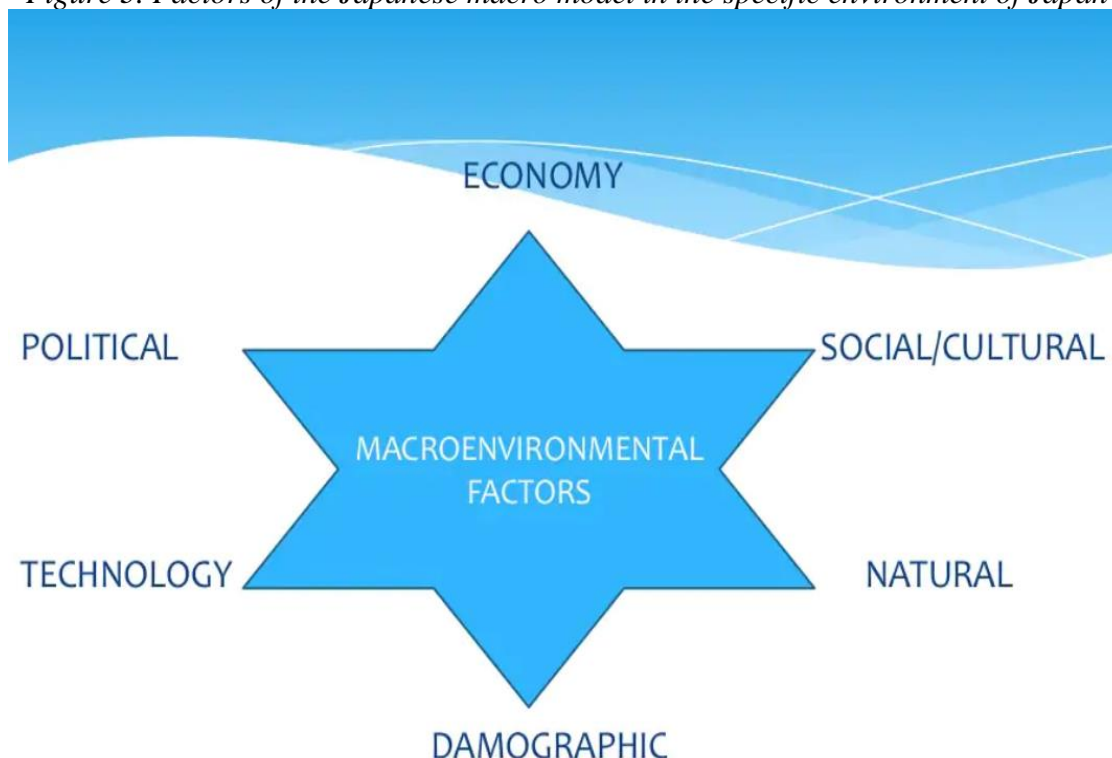 Figure 3. Factors of the Japanese macro model in the specific environment of Japan
ECONOMY
POLITICAL
SOCIAL/CULTURAL
MACROENVIRONMENTAL
FACTORS
TECHNOLOGY
NATURAL
DAMOGRAPHIC